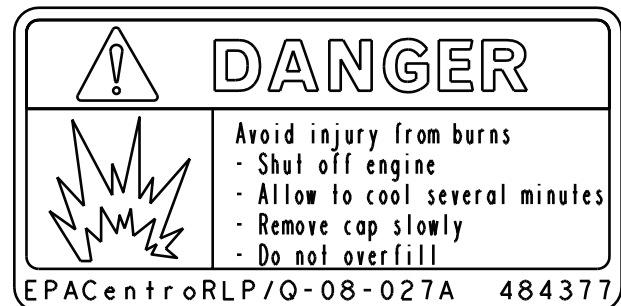 DANGER
Avoid injury from burns
- Shut off engine
- Allow to cool several minutes
- Remove cap slowly
- Do not overfill
EPACentroRLP/Q-08-027A 484377